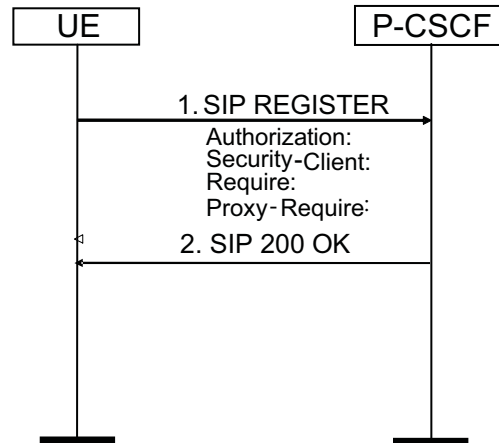 UE
P-CSCF
1. SIP REGISTER
Authorization:
Security-Client:
Require:
Proxy-Require:
2. SIP 200 OK